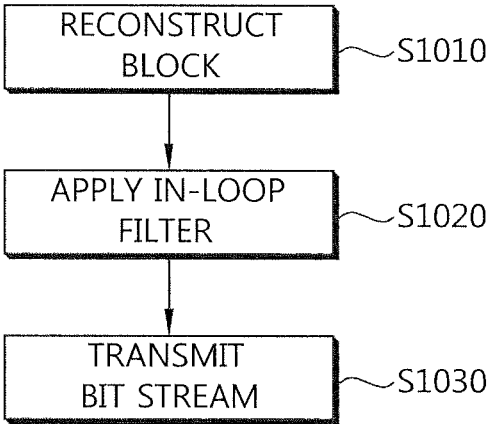 RECONSTRUCT
BLOCK
S1010
APPLY IN-LOOP
FILTER
S1020
TRANSMIT
BIT STREAM
S1030